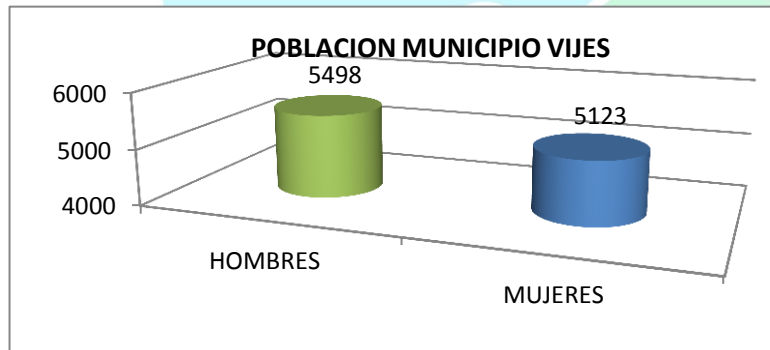 POBLACION MUNICIPIO VIJES
5498
5123
6000
5000
4000
HOMBRES
MUJERES